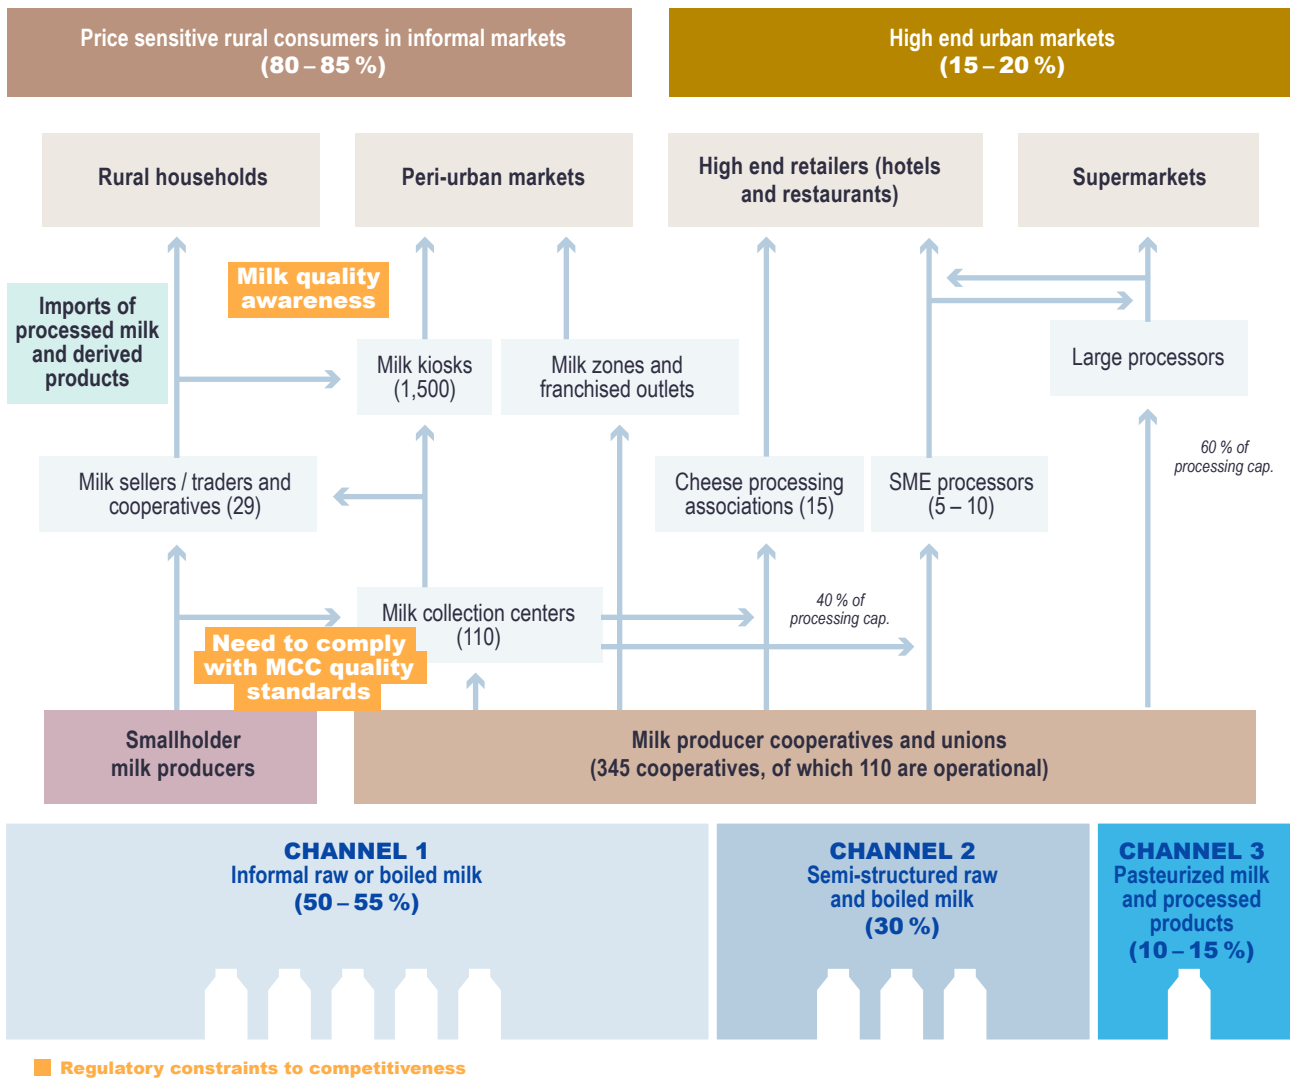 Price sensitive rural consumers in informal markets
(80 – 85 %)
High end urban markets
(15 – 20 %)
Rural households
Peri-urban markets
High end retailers (hotels
and restaurants)
Supermarkets
Milk quality
awareness
Imports of
processed milk
and derived
products
Milk kiosks
(1,500)
Milk zones and
franchised outlets
Large processors
60 % of
processing cap.
Milk sellers / traders and
cooperatives (29)
Cheese processing
associations (15)
SME processors
(5 – 10)
40 % of
processing cap.
Milk collection centers
(110)
Need to comply
with MCC quality
standards
Smallholder
milk producers
Milk producer cooperatives and unions
(345 cooperatives, of which 110 are operational)
CHANNEL 1
Informal raw or boiled milk
(50 – 55 %)
CHANNEL 2
Semi-structured raw
and boiled milk
(30 %)
CHANNEL 3
Pasteurized milk
and processed
products
(10 – 15 %)
Regulatory constraints to competitiveness